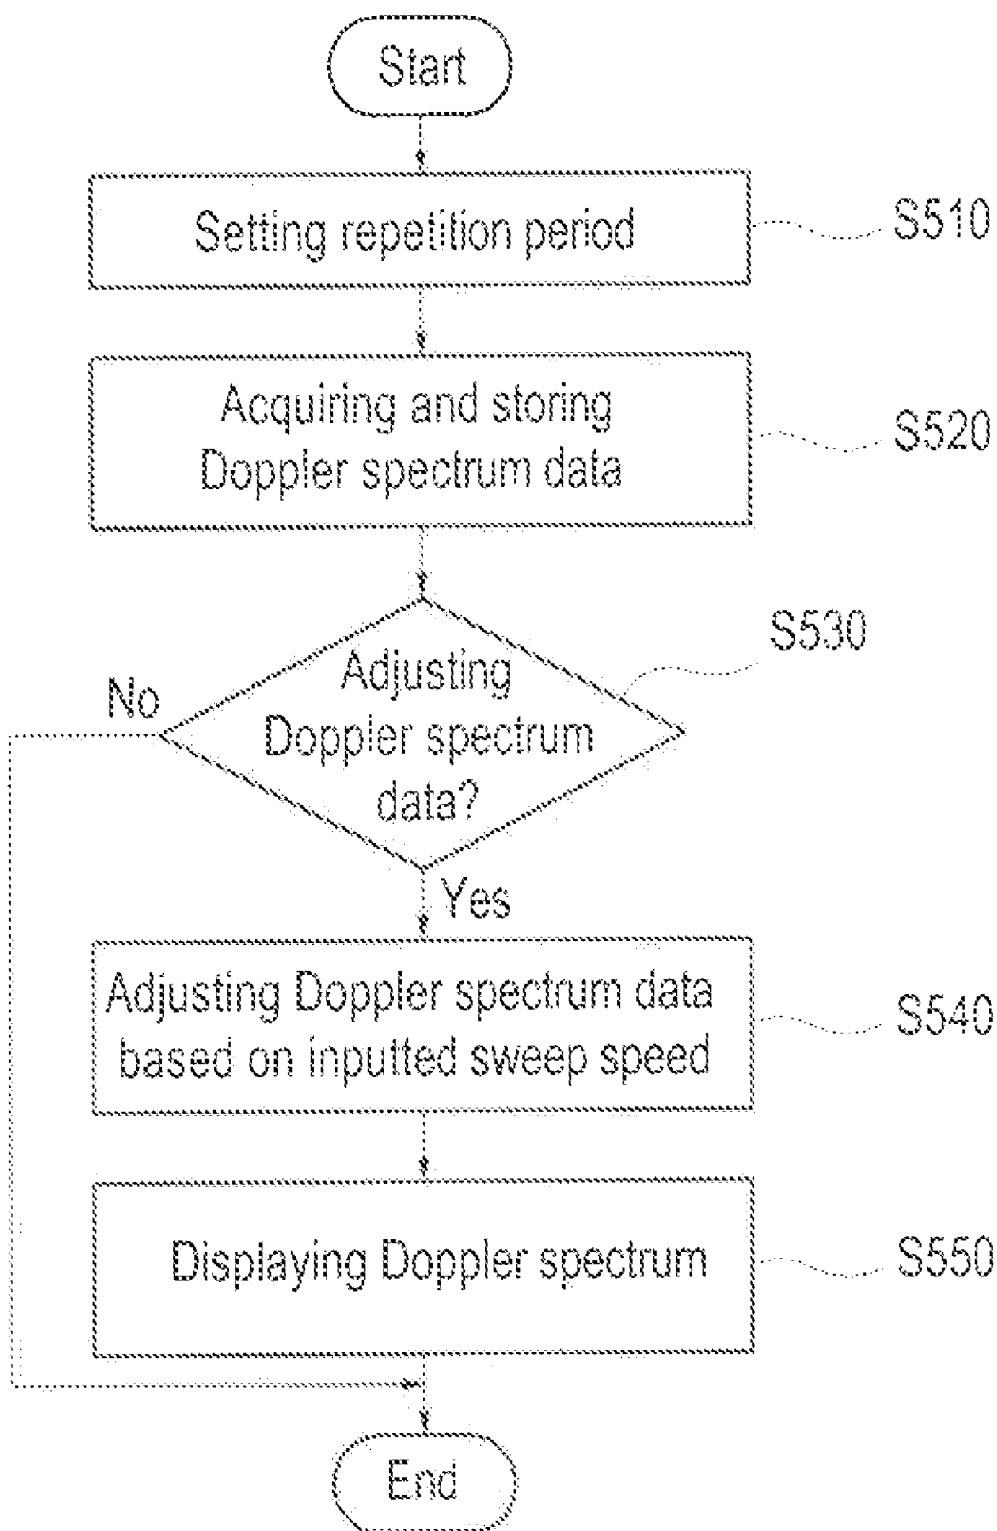 Start
Setting repetition period
S510
Acquiring and storing
Doppler spectrum data
S520
S530
Adjusting
Doppler spectrum
data?
No
Yes
Adjusting Doppler spectrum data
based on inputted sweep speed
S540
Displaying Doppler spectrum
S550
End